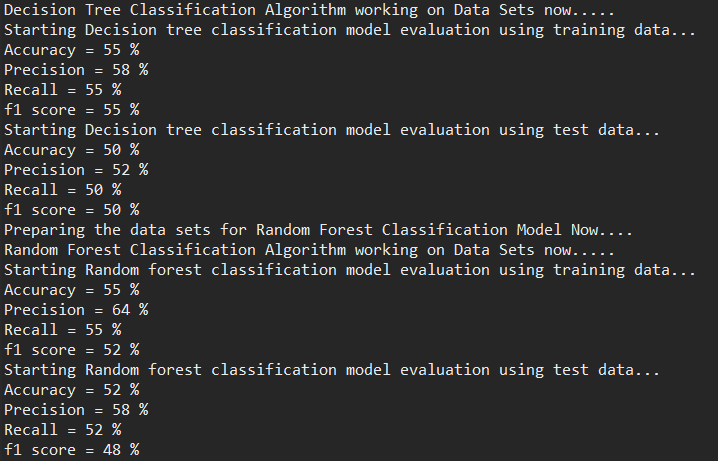 Decision Tree Classification Algorithm working on Data Sets now.....
Starting Decision tree classification model evaluation using training data...
Accuracy = 55 %
Precision = 58 %
Recall = 55 %
f1 score = 55 %
Starting Decision tree classification model evaluation using test data...
Accuracy = 50 %
Precision = 52 %
Recall = 50 %
f1 score = 50 %
Preparing the data sets for Random Forest Classification Model Now....
Random Forest Classification Algorithm working on Data Sets now.....
Starting Random forest classification model evaluation using training data...
Accuracy = 55 %
Precision = 64 %
Recall = 55 %
f1 score = 52 %
Starting Random forest classification model evaluation using test data...
Accuracy = 52 %
Precision = 58 %
Recall = 52 %
f1 score = 48 %